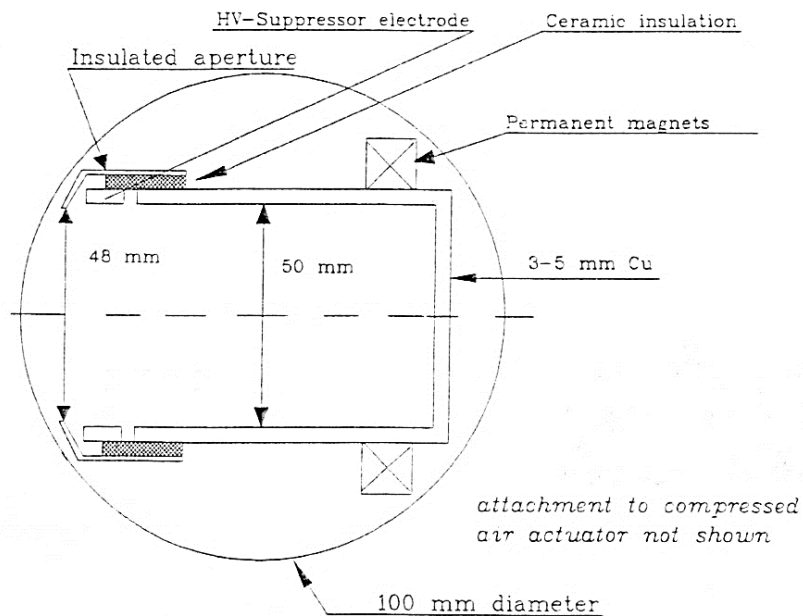 HV-Suppressor electrode
Ceramic insulation
Insulated aperture
Permanent magnets
48 mm
50 mm
3-5 mm Cu
attachment to compressed
air actuator not shown
100 mm diameter